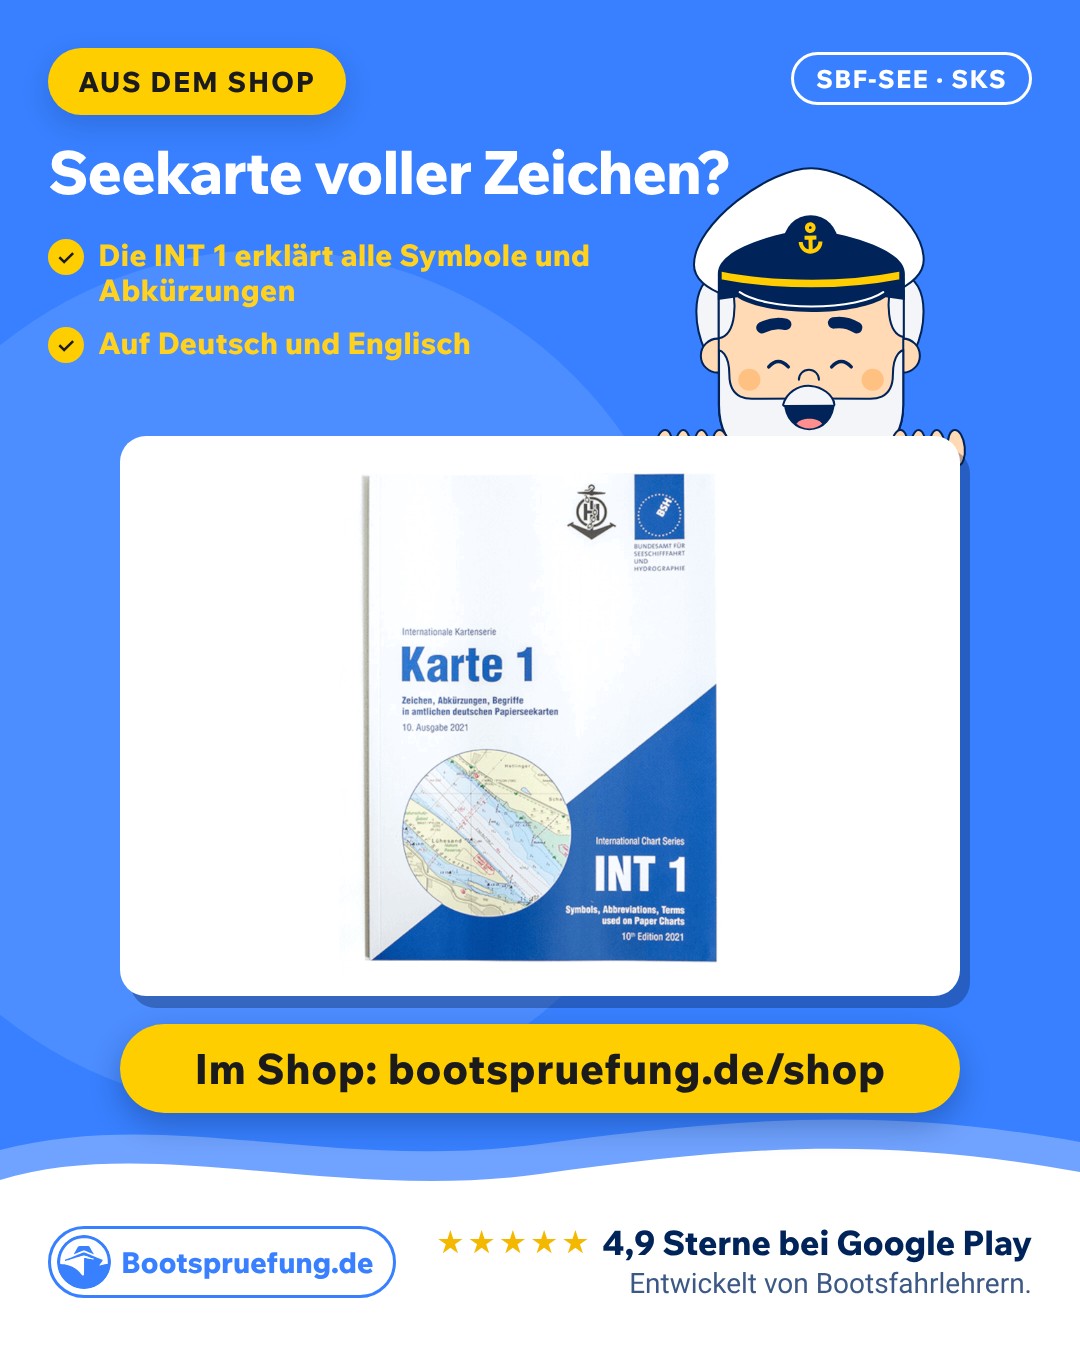 AUS DEM SHOP
SBF-SEE · SKS
Seekarte voller Zeichen?
Die INT 1 erklärt alle Symbole und
Abkürzungen
Auf Deutsch und Englisch
BSH
BUNDESAMT FÜR
SEESCHIFFFAHRT
UND
HYDROGRAPHIE
Internationale Kartenserie
Karte 1
Zeichen, Abkürzungen, Begriffe
in amtlichen deutschen Papierseekarten
10. Ausgabe 2021
Lühesand
International Chart Series
INT 1
Symbols, Abbreviations, Terms
used on Paper Charts
10th Edition 2021
Im Shop: bootspruefung.de/shop
Bootspruefung.de
4,9 Sterne bei Google Play
Entwickelt von Bootsfahrlehrern.